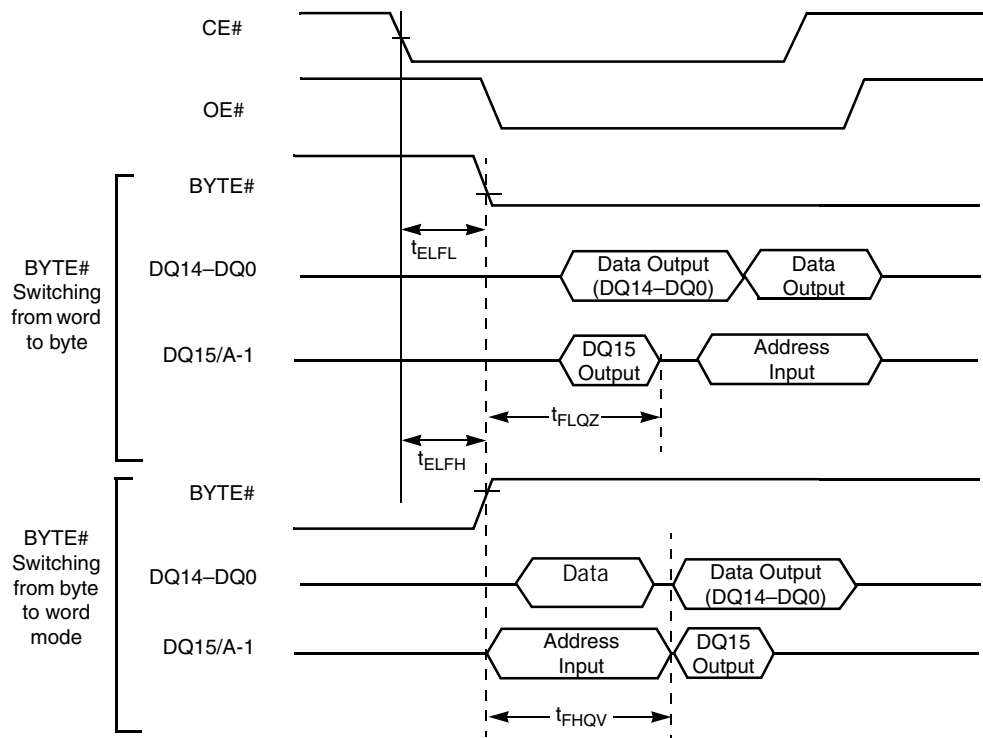 CE#
OE#
BYTE#
Switching
from word
to byte
BYTE#
tELFL
DQ14–DQ0
Data Output
(DQ14–DQ0)
Data
Output
DQ15/A-1
DQ15
Output
Address
Input
tFLQZ
tELFH
BYTE#
Switching
from byte
to word
mode
BYTE#
DQ14–DQ0
Data
Data Output
(DQ14–DQ0)
DQ15/A-1
Address
Input
DQ15
Output
tFHQV